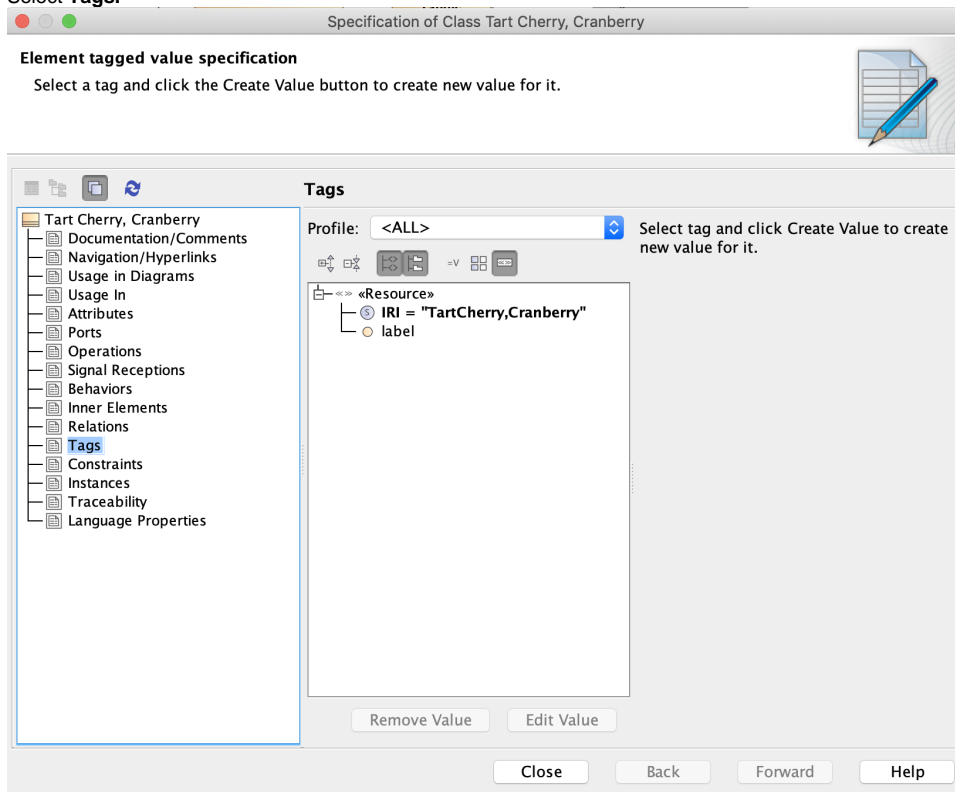 Select Tags.
Specification of Class Tart Cherry, Cranberry
Element tagged value specification
Select a tag and click the Create Value button to create new value for it.
Tags
Tart Cherry, Cranberry
Documentation/Comments
Navigation/Hyperlinks
Usage in Diagrams
Usage In
Attributes
Ports
Operations
Signal Receptions
Behaviors
Inner Elements
Relations
Tags
Constraints
Instances
Traceability
Language Properties
Profile: <ALL>
=V
«Resource»
S IRI = "TartCherry,Cranberry"
label
Remove Value Edit Value
Select tag and click Create Value to create
new value for it.
Close Back Forward Help